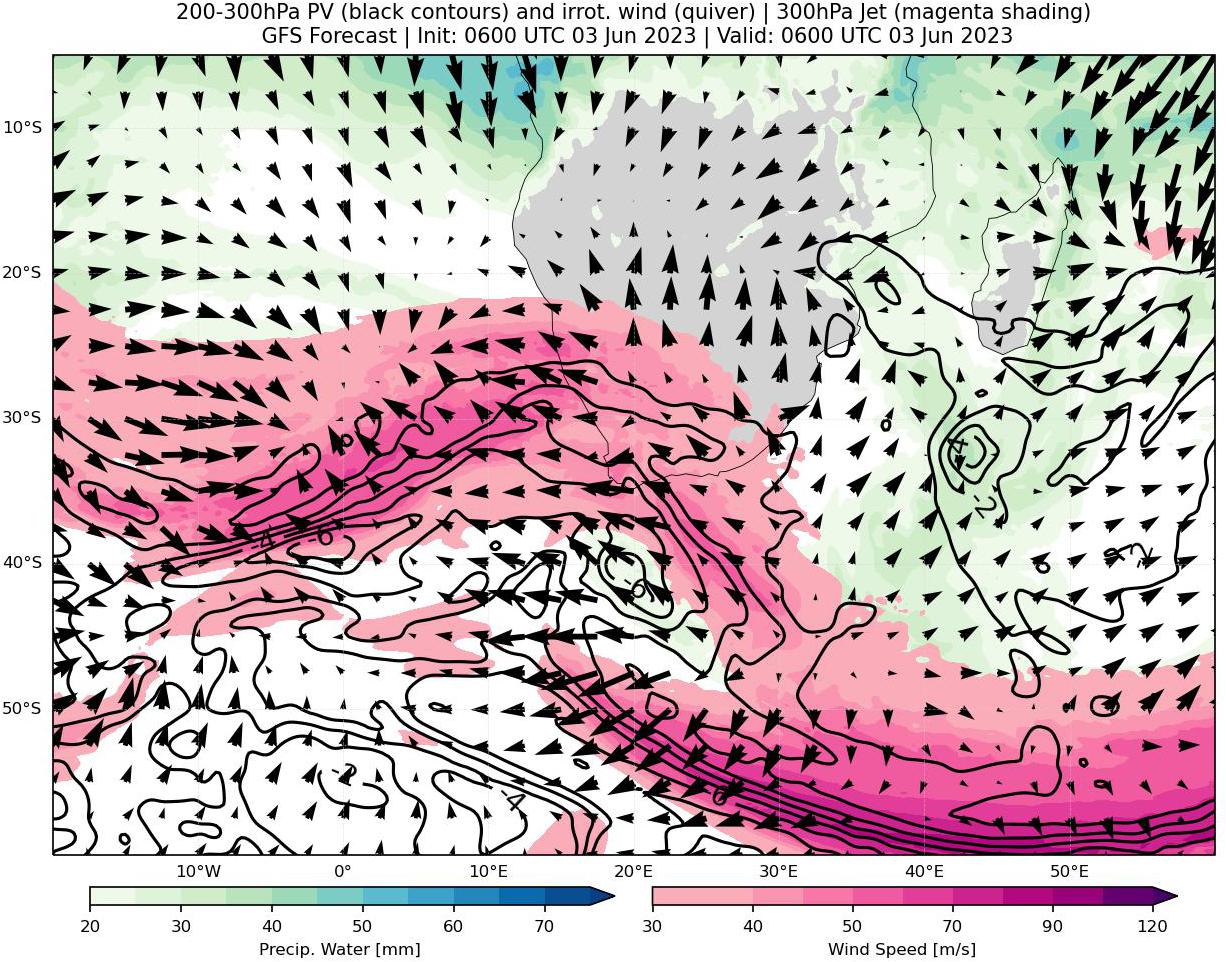 200-300hPa PV (black contours) and irrot. wind (quiver) | 300hPa Jet (magenta shading)
GFS Forecast | Init: 0600 UTC 03 Jun 2023 | Valid: 0600 UTC 03 Jun 2023
10°S
20°S
30°S
40°S
50°S
-4
-2
-4
-6
-6
-2
-2
-4
-6
10°W
0°
10°E
20°E
30°E
40°E
50°E
20
30
40
50
60
70
30
40
50
70
90
120
Precip. Water [mm]
Wind Speed [m/s]